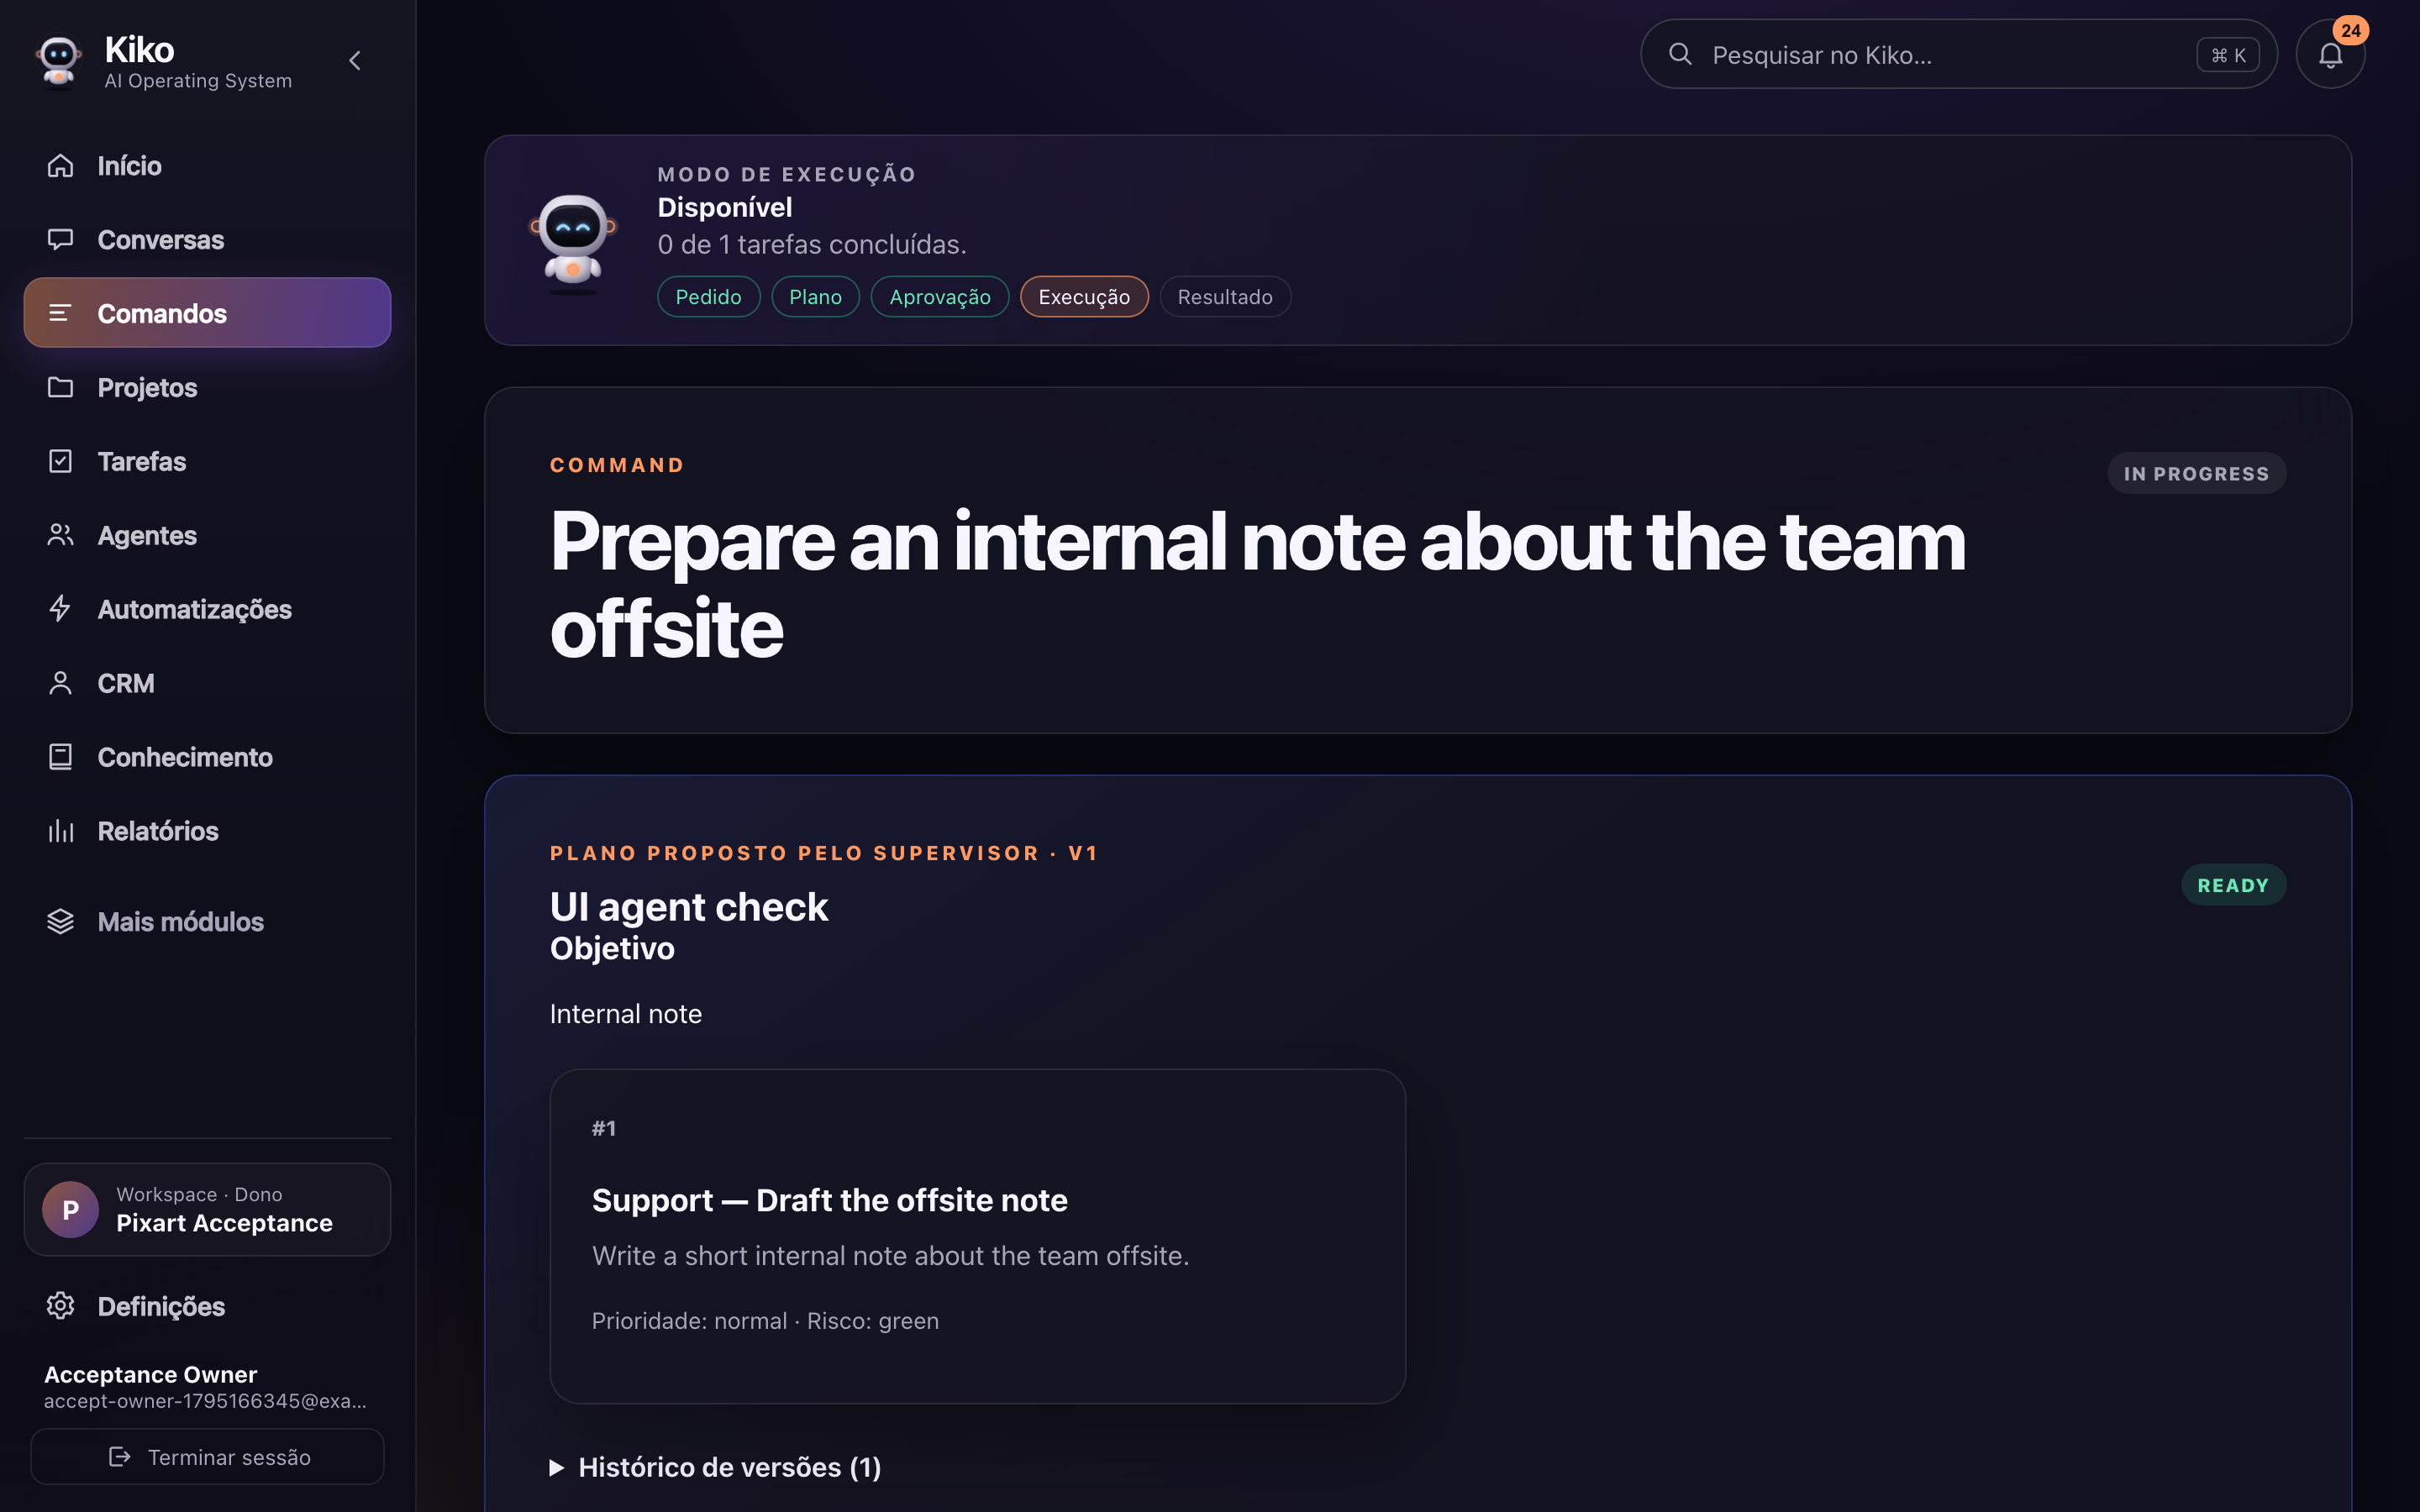 Kiko
AI Operating System
Início
Conversas
Comandos
Projetos
Tarefas
Agentes
Automatizações
CRM
Conhecimento
Relatórios
Mais módulos
P
Workspace · Dono
Pixart Acceptance
Definições
Acceptance Owner
accept-owner-1795166345@exa...
Terminar sessão
Pesquisar no Kiko...
⌘ K
24
MODO DE EXECUÇÃO
Disponível
0 de 1 tarefas concluídas.
Pedido Plano Aprovação Execução Resultado
COMMAND
IN PROGRESS
Prepare an internal note about the team
offsite
PLANO PROPOSTO PELO SUPERVISOR · V1
READY
UI agent check
Objetivo
Internal note
#1
Support — Draft the offsite note
Write a short internal note about the team offsite.
Prioridade: normal · Risco: green
Histórico de versões (1)